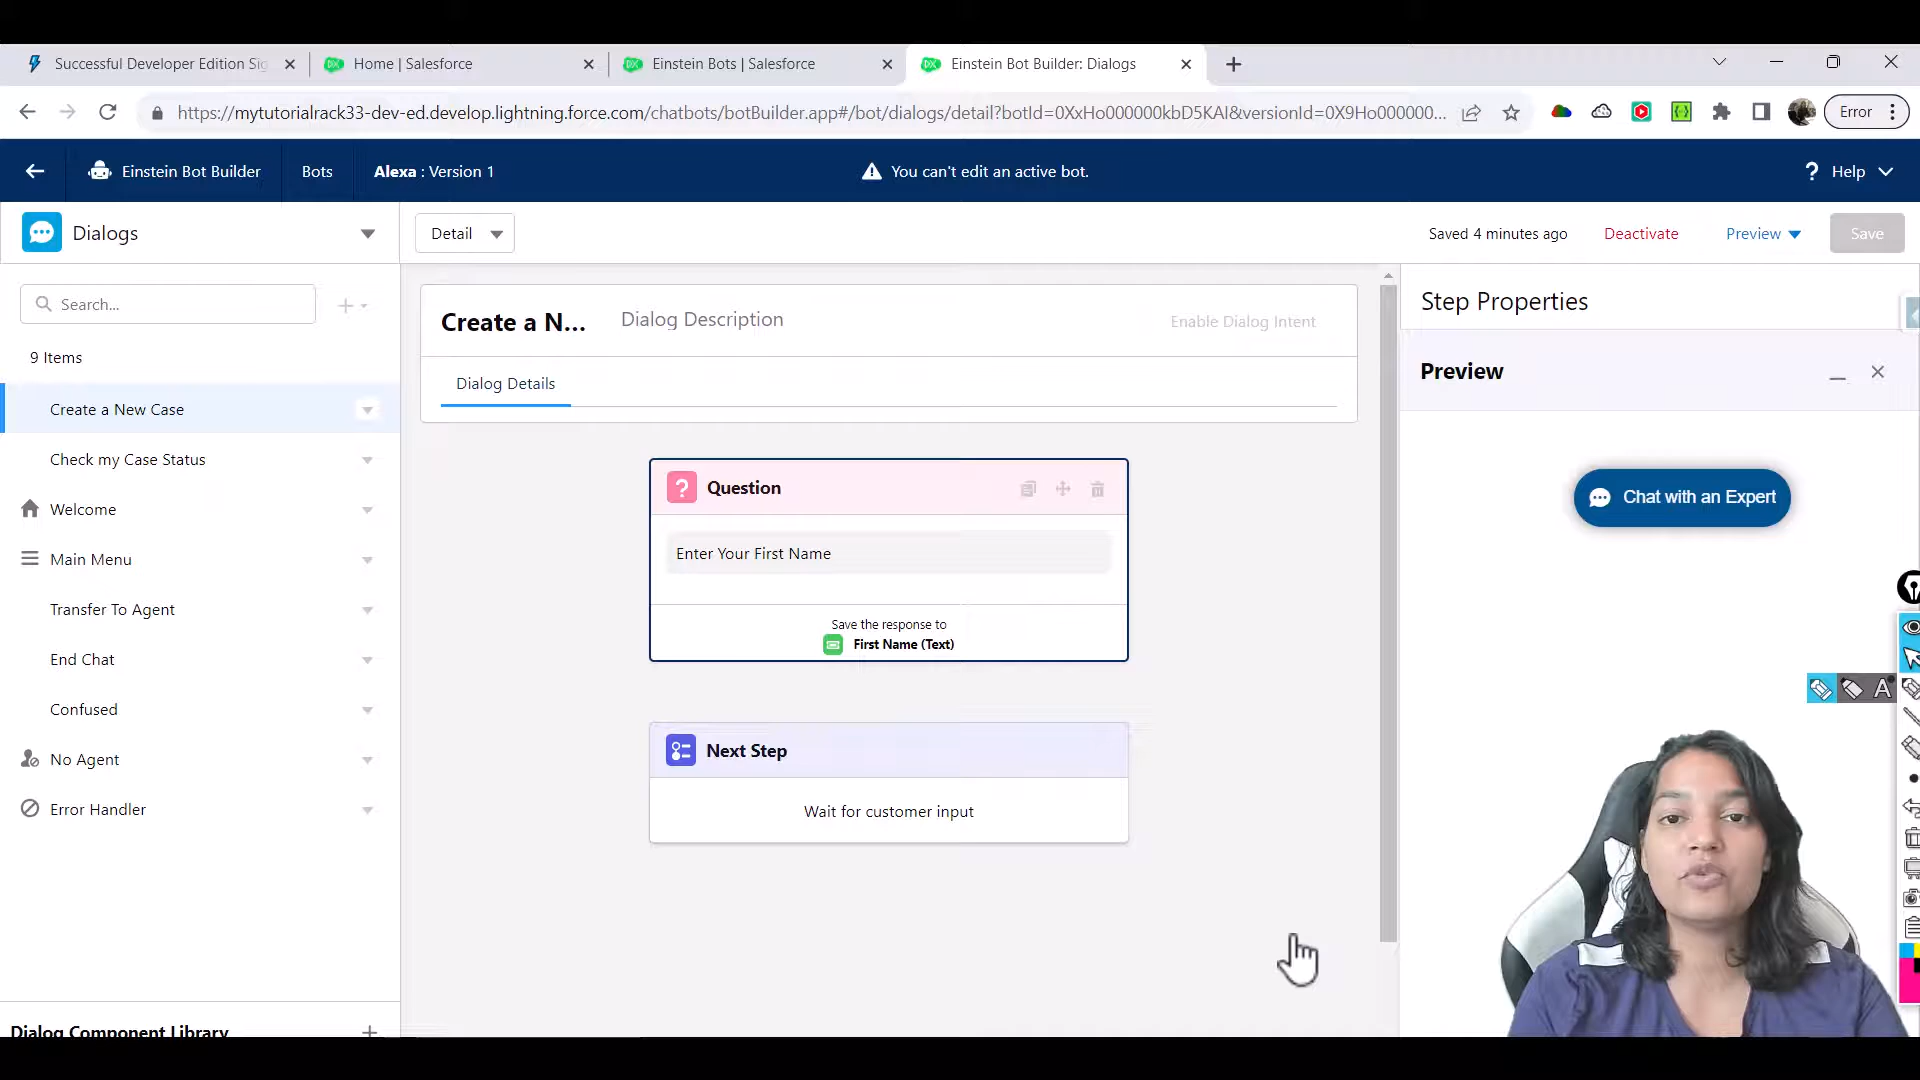 Successful Developer Edition Sig
Home | Salesforce
Einstein Bots | Salesforce
Einstein Bot Builder: Dialogs
https://mytutorialrack33-dev-ed.develop.lightning.force.com/chatbots/botBuilder.app#/bot/dialogs/detail?botId=0XxHo000000kbD5KAI&versionId=0X9Ho000000...
Error
Einstein Bot Builder
Bots
Alexa : Version 1
You can't edit an active bot.
? Help
Dialogs
Detail
Saved 4 minutes ago
Deactivate
Preview
Save
Search...
9 Items
Create a New Case
Check my Case Status
Welcome
Main Menu
Transfer To Agent
End Chat
Confused
No Agent
Error Handler
Dialog Component Library
Create a N...
Dialog Description
Enable Dialog Intent
Dialog Details
? Question
Enter Your First Name
Save the response to
First Name (Text)
Next Step
Wait for customer input
Step Properties
Preview
Chat with an Expert
A